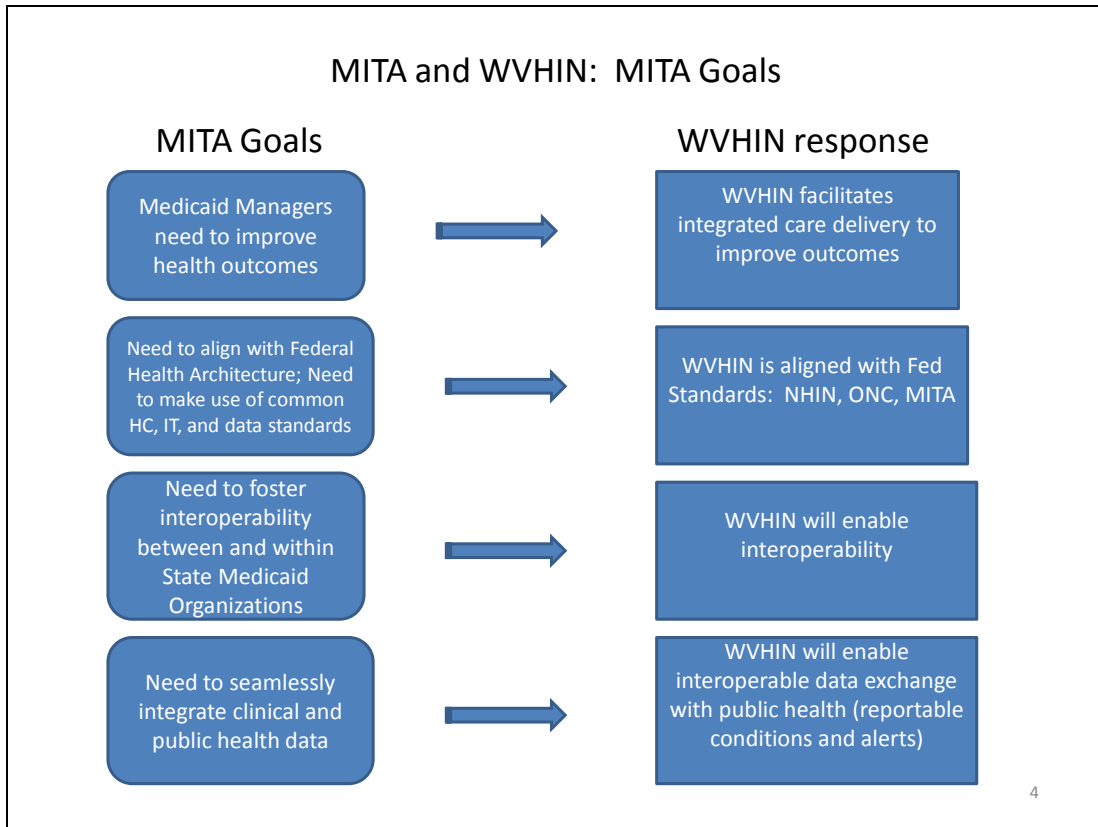 MITA and WVHIN:  MITA Goals
MITA Goals
WVHIN response
Medicaid Managers
need to improve
health outcomes
WVHIN facilitates
integrated care delivery to
improve outcomes
Need to align with Federal
Health Architecture; Need
to make use of common
HC, IT, and data standards
WVHIN is aligned with Fed
Standards:  NHIN, ONC, MITA
Need to foster
interoperability
between and within
State Medicaid
Organizations
WVHIN will enable
interoperability
Need to seamlessly
integrate clinical and
public health data
WVHIN will enable
interoperable data exchange
with public health (reportable
conditions and alerts)
4